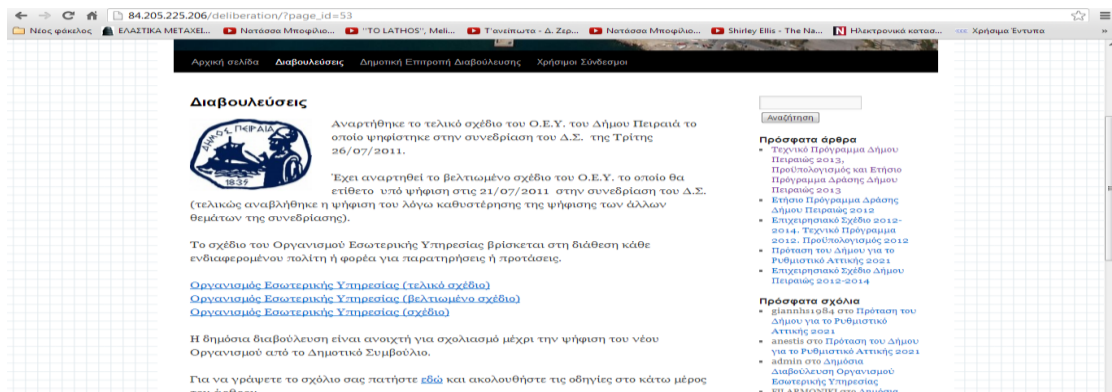 84.205.225.206/deliberation/?page_id=53
Νέος φάκελος ΕΛΑΣΤΙΚΑ ΜΕΤΑΧΕΙ... Νατάσσα Μποφίλιο... "ΤΟ LATHOS", Meli... Τ'ανείπωτα - Δ. Ζερ... Νατάσσα Μποφίλιο... Shirley Ellis - The Na... Ηλεκτρονικά κατασ... Χρήσιμα Έντυπα »
Αρχική σελίδα Διαβουλεύσεις Δημοτική Επιτροπή Διαβούλευσης Χρήσιμοι Σύνδεσμοι
Διαβουλεύσεις
ΔΗΜΟΣ ΠΕΙΡΑΙΑ
1835
Αναρτήθηκε το τελικό σχέδιο του Ο.Ε.Υ. του Δήμου Πειραιά το
οποίο ψηφίστηκε στην συνεδρίαση του Δ.Σ. της Τρίτης
26/07/2011.
Έχει αναρτηθεί το βελτιωμένο σχέδιο του Ο.Ε.Υ. το οποίο θα
ετίθετο υπό ψήφιση στις 21/07/2011 στην συνεδρίαση του Δ.Σ.
(τελικώς αναβλήθηκε η ψήφιση του λόγω καθυστέρησης της ψήφισης των άλλων
θεμάτων της συνεδρίασης).
Το σχέδιο του Οργανισμού Εσωτερικής Υπηρεσίας βρίσκεται στη διάθεση κάθε
ενδιαφερομένου πολίτη ή φορέα για παρατηρήσεις ή προτάσεις.
Οργανισμός Εσωτερικής Υπηρεσίας (τελικό σχέδιο)
Οργανισμός Εσωτερικής Υπηρεσίας (βελτιωμένο σχέδιο)
Οργανισμός Εσωτερικής Υπηρεσίας (σχέδιο)
Η δημόσια διαβούλευση είναι ανοιχτή για σχολιασμό μέχρι την ψήφιση του νέου
Οργανισμού από το Δημοτικό Συμβούλιο.
Για να γράψετε το σχόλιο σας πατήστε εδώ και ακολουθήστε τις οδηγίες στο κάτω μέρος
Αναζήτηση
Πρόσφατα άρθρα
Τεχνικό Πρόγραμμα Δήμου
Πειραιώς 2013,
Προϋπολογισμός και Ετήσιο
Πρόγραμμα Δράσης Δήμου
Πειραιώς 2013
Ετήσιο Πρόγραμμα Δράσης
Δήμου Πειραιώς 2012
Επιχειρησιακό Σχέδιο 2012-
2014. Τεχνικό Πρόγραμμα
2012. Προϋπολογισμός 2012
Πρόταση του Δήμου για το
Ρυθμιστικό Αττικής 2021
Επιχειρησιακό Σχέδιο Δήμου
Πειραιώς 2012-2014
Πρόσφατα σχόλια
giannhs1984 στο Πρόταση του
Δήμου για το Ρυθμιστικό
Αττικής 2021
anestis στο Πρόταση του Δήμου
για το Ρυθμιστικό Αττικής 2021
admin στο Δημόσια
Διαβούλευση Οργανισμού
Εσωτερικής Υπηρεσίας
FILARMONIKI στο Δημόσια